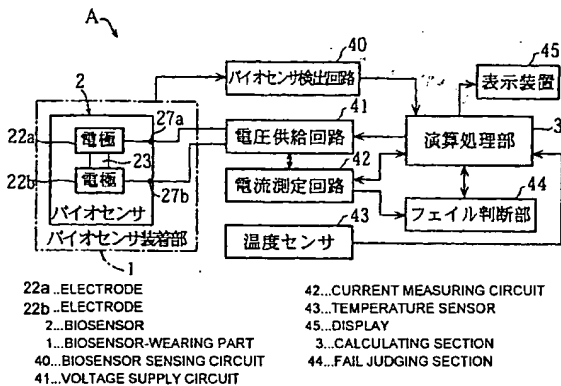 A
40
45
バイオセンサ検出回路
表示装置
2
27a
41
22a
電極
電圧供給回路
演算処理部
3
23
42
22b
電極
電流測定回路
44
バイオセンサ
27b
43
フェイル判断部
バイオセンサ装着部
温度センサ
1
22a...ELECTRODE
22b...ELECTRODE
2...BIOSENSOR
1...BIOSENSOR-WEARING PART
40...BIOSENSOR SENSING CIRCUIT
41...VOLTAGE SUPPLY CIRCUIT
42...CURRENT MEASURING CIRCUIT
43...TEMPERATURE SENSOR
45...DISPLAY
3...CALCULATING SECTION
44...FAIL JUDGING SECTION